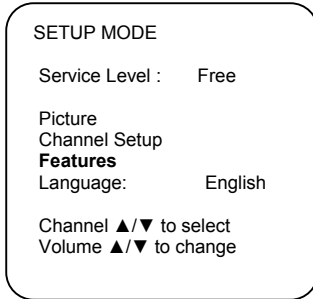 SETUP MODE
Service Level : Free
Picture
Channel Setup
Features
Language: English
Channel ▲/▼ to select
Volume ▲/▼ to change